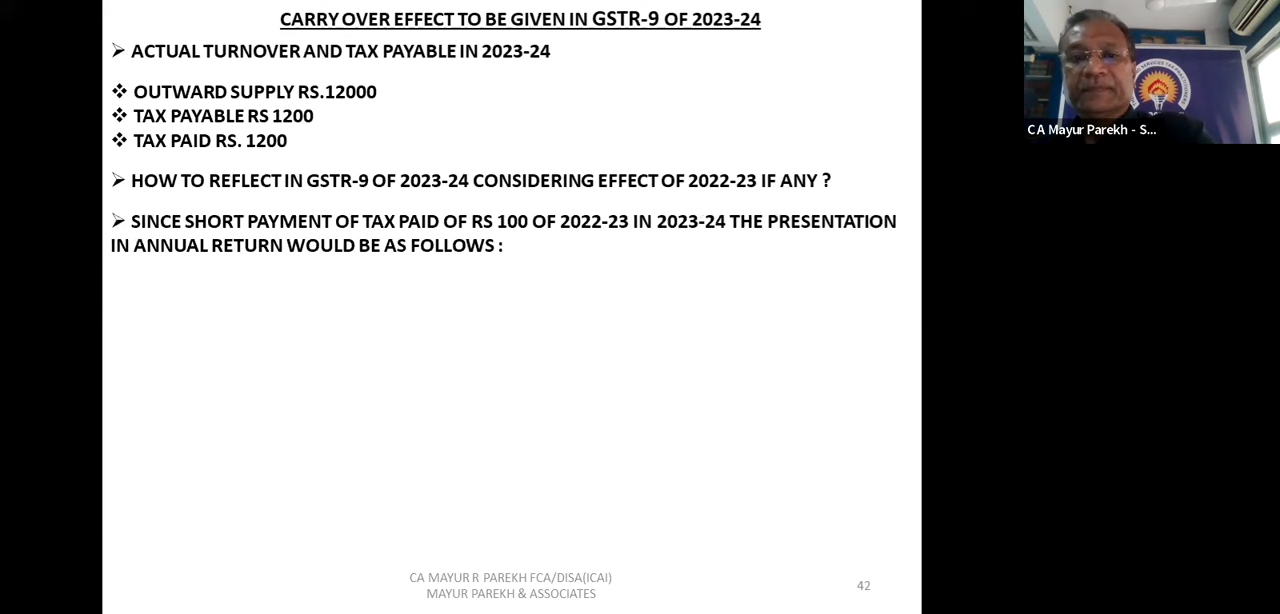 CARRY OVER EFFECT TO BE GIVEN IN GSTR-9 OF 2023-24
➢ ACTUAL TURNOVER AND TAX PAYABLE IN 2023-24
❖ OUTWARD SUPPLY RS.12000
❖ TAX PAYABLE RS 1200
❖ TAX PAID RS. 1200
➢ HOW TO REFLECT IN GSTR-9 OF 2023-24 CONSIDERING EFFECT OF 2022-23 IF ANY ?
➢ SINCE SHORT PAYMENT OF TAX PAID OF RS 100 OF 2022-23 IN 2023-24 THE PRESENTATION
IN ANNUAL RETURN WOULD BE AS FOLLOWS :
CA MAYUR R PAREKH FCA/DISA(ICAI)
MAYUR PAREKH & ASSOCIATES
42
CA Mayur Parekh - S...